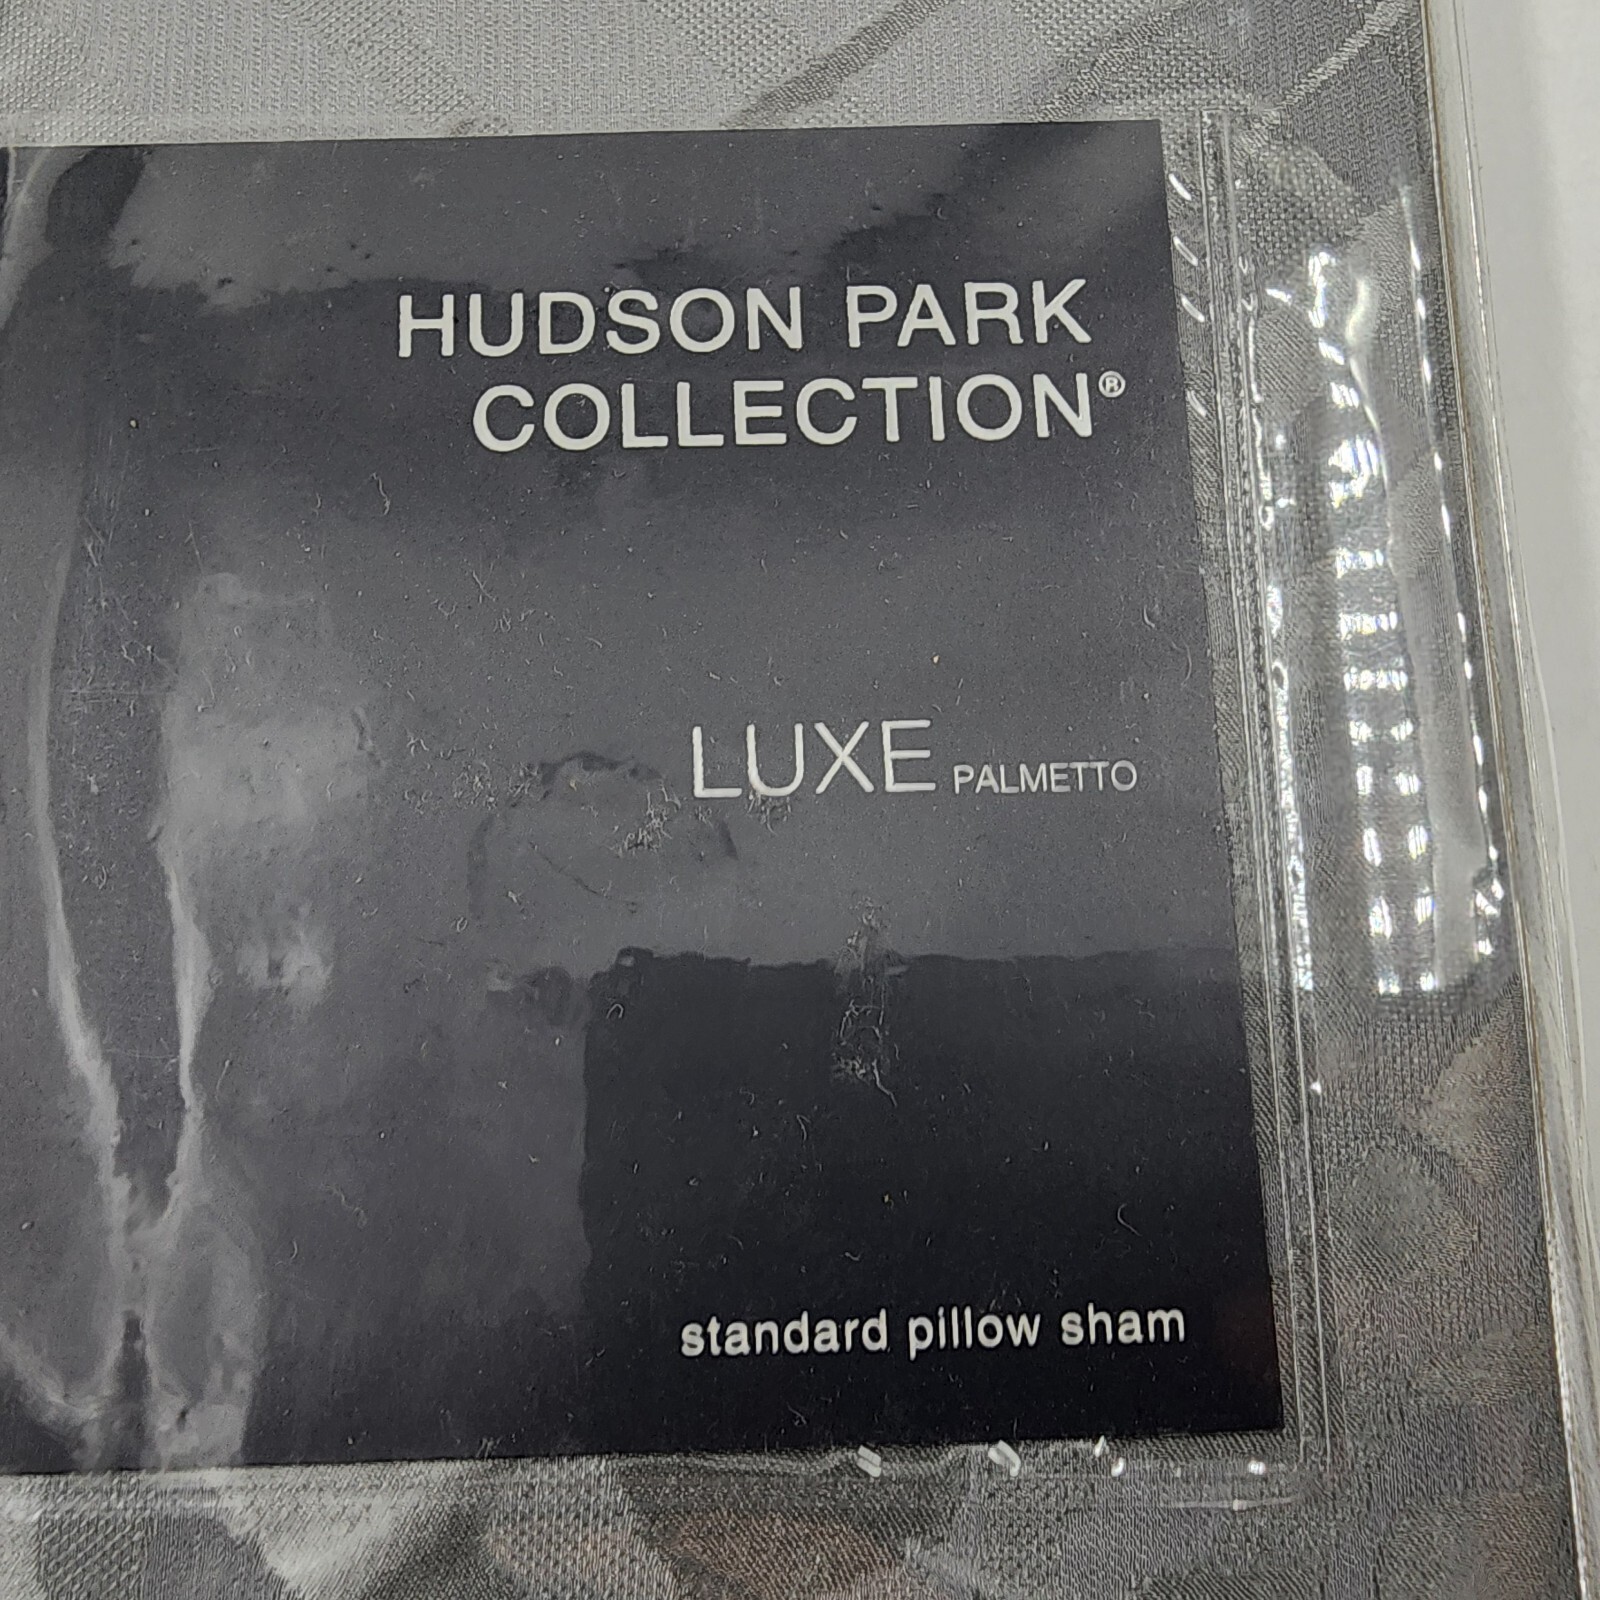 HUDSON PARK
COLLECTION®
LUXE PALMETTO
standard pillow sham